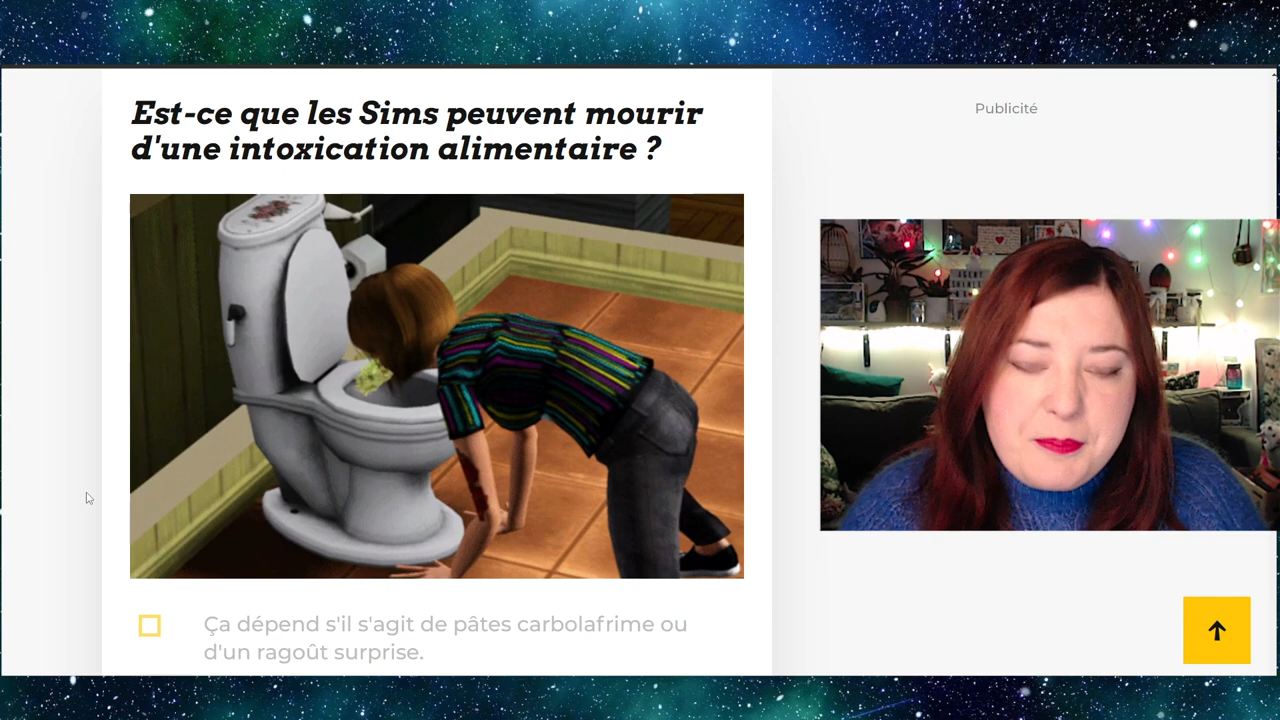 Est-ce que les Sims peuvent mourir
d'une intoxication alimentaire ?
Publicité
Ça dépend s'il s'agit de pâtes carbolafrime ou
d'un ragoût surprise.